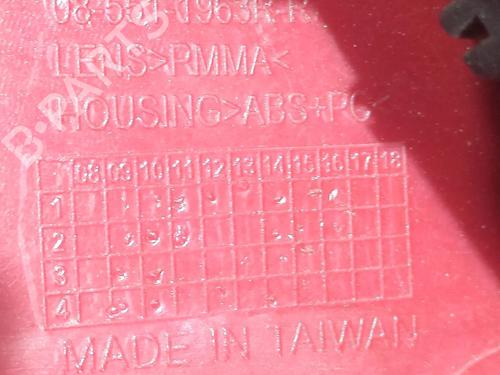 LENS>PMMA<
HOUSING>ABS+PC<
08 09 10 11 12 13 14 15 16 17 18
1
2
3
4
MADE IN TAIWAN
B-PARTS